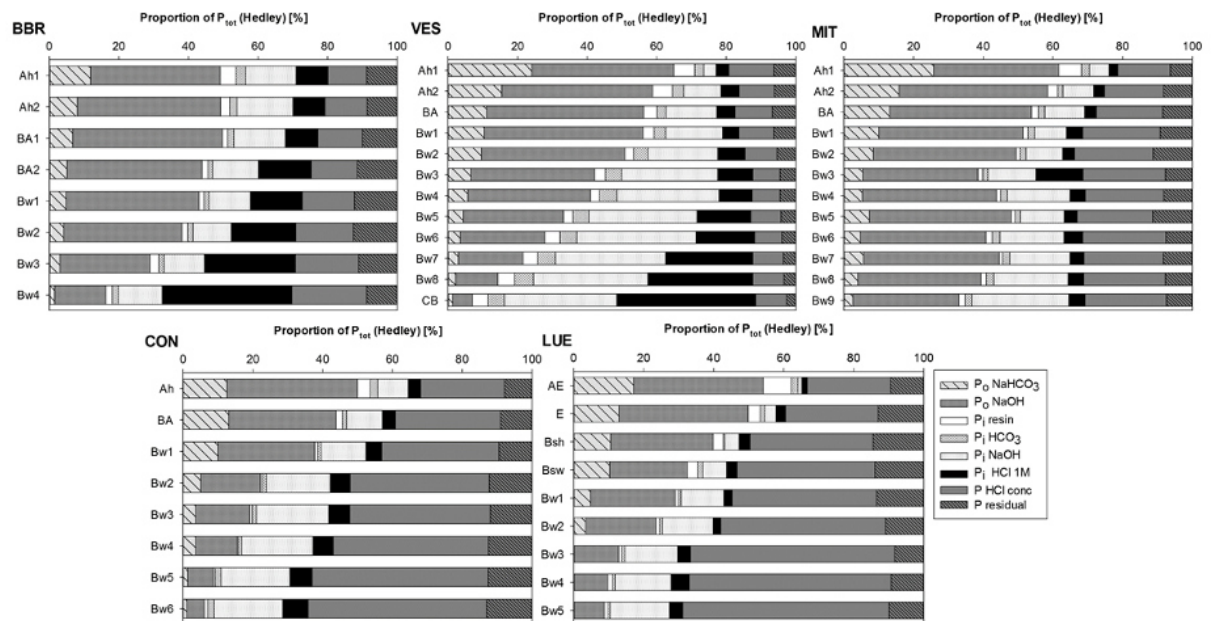 Proportion of Ptot (Hedley) [%]
BBR
0 20 40 60 80 100
Ah1
Ah2
BA1
BA2
Bw1
Bw2
Bw3
Bw4
Proportion of Ptot (Hedley) [%]
VES
0 20 40 60 80 100
Ah1
Ah2
BA
Bw1
Bw2
Bw3
Bw4
Bw5
Bw6
Bw7
Bw8
CB
Proportion of Ptot (Hedley) [%]
MIT
0 20 40 60 80 100
Ah1
Ah2
BA
Bw1
Bw2
Bw3
Bw4
Bw5
Bw6
Bw7
Bw8
Bw9
Proportion of Ptot (Hedley) [%]
CON
0 20 40 60 80 100
Ah
BA
Bw1
Bw2
Bw3
Bw4
Bw5
Bw6
Proportion of Ptot (Hedley) [%]
LUE
0 20 40 60 80 100
AE
E
Bsh
Bsw
Bw1
Bw2
Bw3
Bw4
Bw5
Po NaHCO3
Po NaOH
Pi resin
Pi HCO3
Pi NaOH
Pi HCl 1M
P HCl conc
P residual